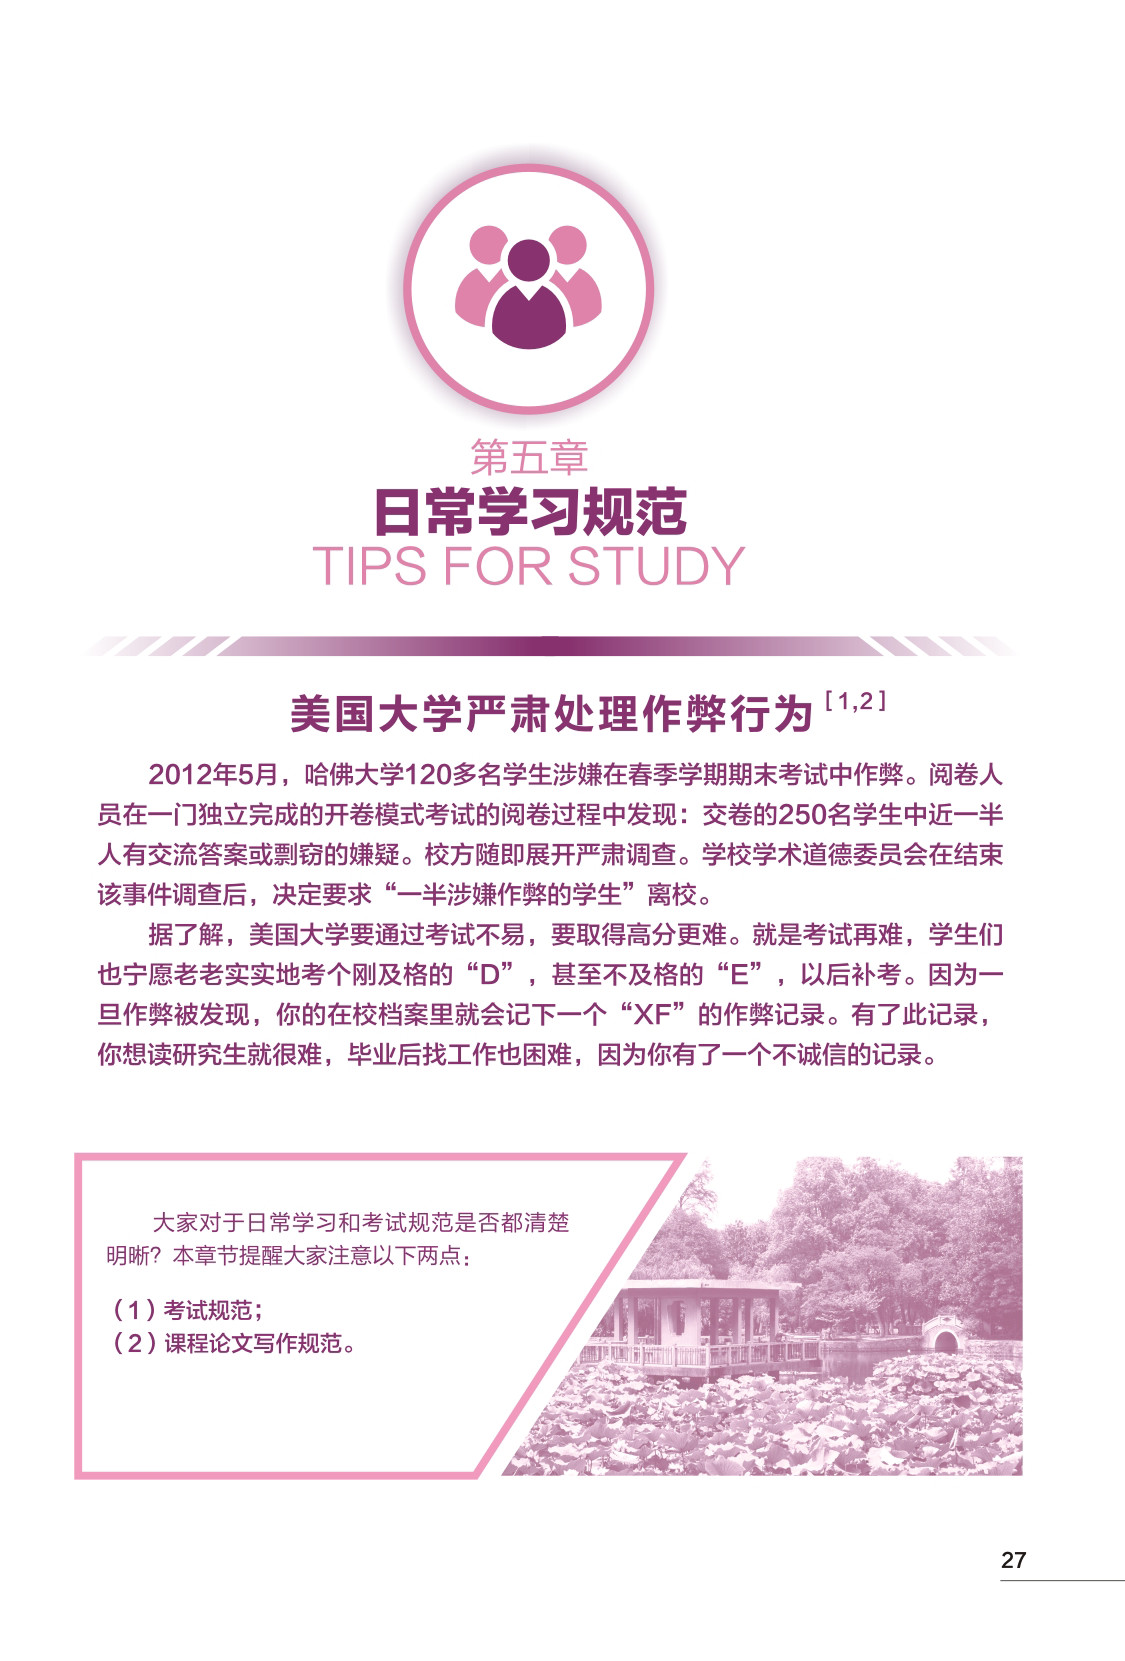 第五章
日常学习规范
TIPS FOR STUDY
美国大学严肃处理作弊行为[1,2]
2012年5月，哈佛大学120多名学生涉嫌在春季学期期末考试中作弊。阅卷人
员在一门独立完成的开卷模式考试的阅卷过程中发现：交卷的250名学生中近一半
人有交流答案或剽窃的嫌疑。校方随即展开严肃调查。学校学术道德委员会在结束
该事件调查后，决定要求“一半涉嫌作弊的学生”离校。
据了解，美国大学要通过考试不易，要取得高分更难。就是考试再难，学生们
也宁愿老老实实地考个刚及格的“D”，甚至不及格的“E”，以后补考。因为一
旦作弊被发现，你的在校档案里就会记下一个“XF”的作弊记录。有了此记录，
你想读研究生就很难，毕业后找工作也困难，因为你有了一个不诚信的记录。
大家对于日常学习和考试规范是否都清楚
明晰？本章节提醒大家注意以下两点：
（1）考试规范；
（2）课程论文写作规范。
27